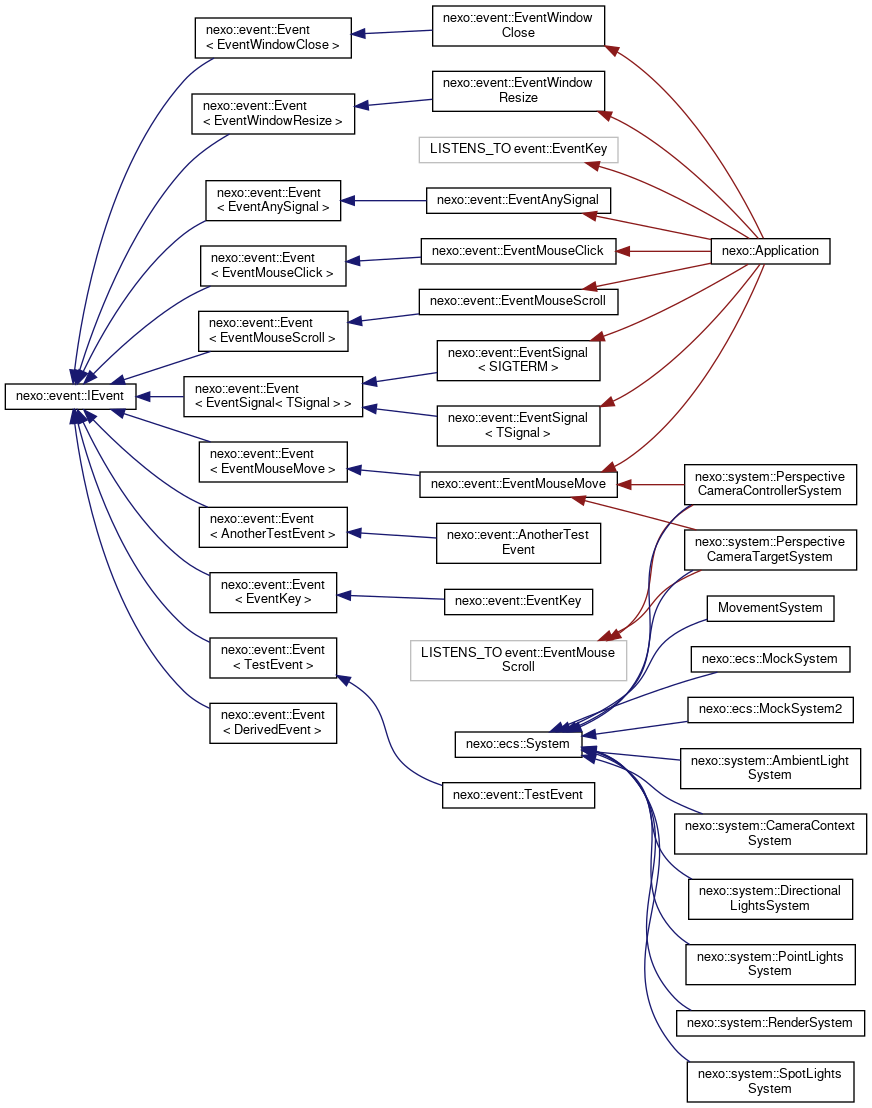 nexo::event::IEvent
nexo::event::Event
< EventWindowClose >
nexo::event::Event
< EventWindowResize >
nexo::event::Event
< EventAnySignal >
nexo::event::Event
< EventMouseClick >
nexo::event::Event
< EventMouseScroll >
nexo::event::Event
< EventSignal< TSignal > >
nexo::event::Event
< EventMouseMove >
nexo::event::Event
< AnotherTestEvent >
nexo::event::Event
< EventKey >
nexo::event::Event
< TestEvent >
nexo::event::Event
< DerivedEvent >
nexo::event::EventWindow
Close
nexo::event::EventWindow
Resize
LISTENS_TO event::EventKey
nexo::event::EventAnySignal
nexo::event::EventMouseClick
nexo::event::EventMouseScroll
nexo::event::EventSignal
< SIGTERM >
nexo::event::EventSignal
< TSignal >
nexo::event::EventMouseMove
nexo::event::AnotherTest
Event
nexo::event::EventKey
LISTENS_TO event::EventMouse
Scroll
nexo::ecs::System
nexo::event::TestEvent
nexo::Application
nexo::system::Perspective
CameraControllerSystem
nexo::system::Perspective
CameraTargetSystem
MovementSystem
nexo::ecs::MockSystem
nexo::ecs::MockSystem2
nexo::system::AmbientLight
System
nexo::system::CameraContext
System
nexo::system::Directional
LightsSystem
nexo::system::PointLights
System
nexo::system::RenderSystem
nexo::system::SpotLights
System